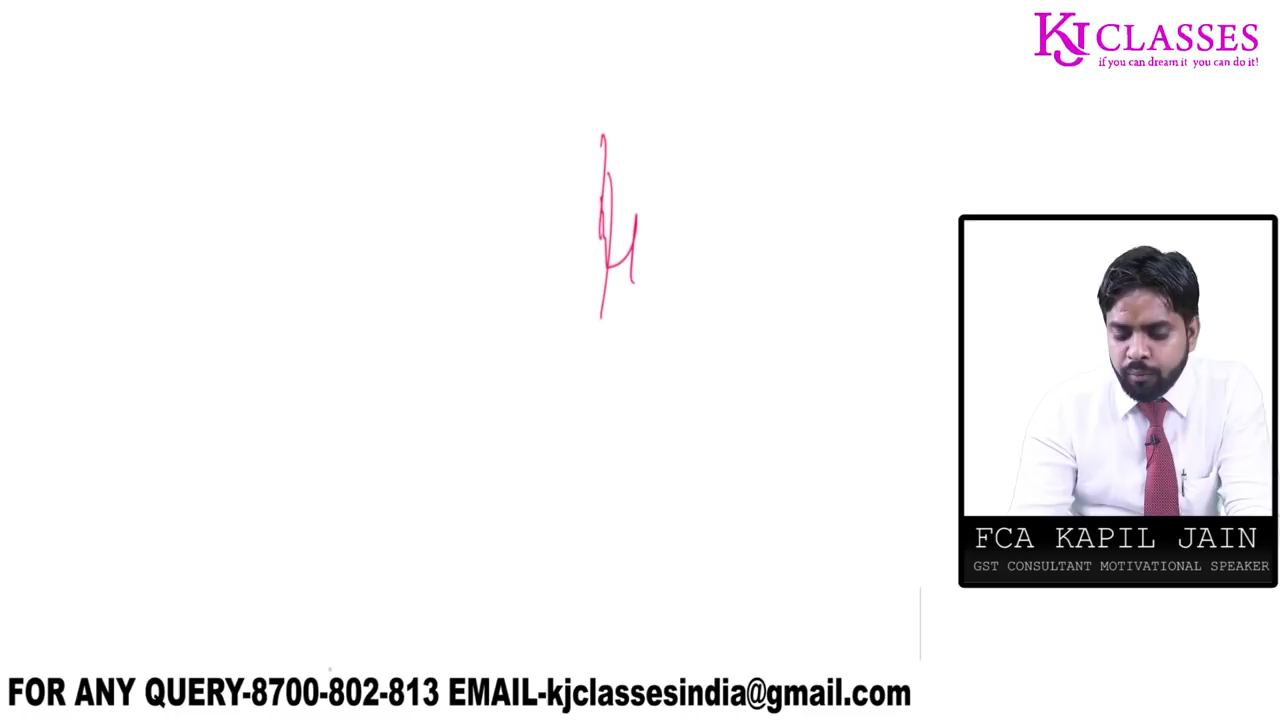 KJ CLASSES
if you can dream it you can do it!
FCA KAPIL JAIN
GST CONSULTANT MOTIVATIONAL SPEAKER
FOR ANY QUERY-8700-802-813 EMAIL-kjclassesindia@gmail.com